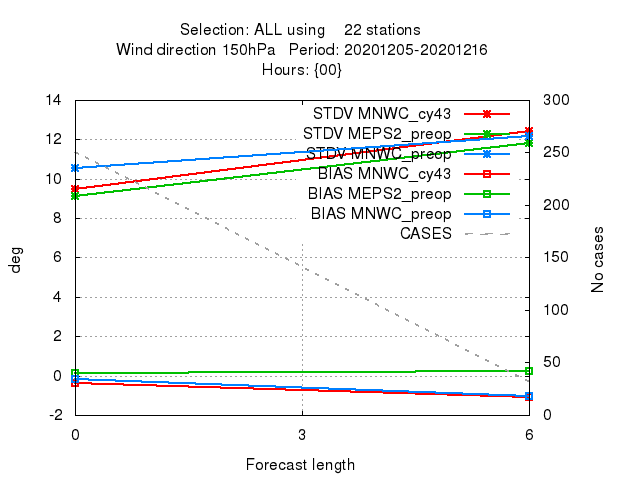 Selection: ALL using 22 stations
Wind direction 150hPa Period: 20201205-20201216
Hours: {00}
14 300
STDV MNWC_cy43
12 STDV MEPS2_preop 250
STDV MNWC_preop
10 BIAS MNWC_cy43
BIAS MEPS2_preop 200
8 BIAS MNWC_preop
CASES
6 150
4 100
2
0 50
-2 0
0 3 6
deg
No cases
Forecast length